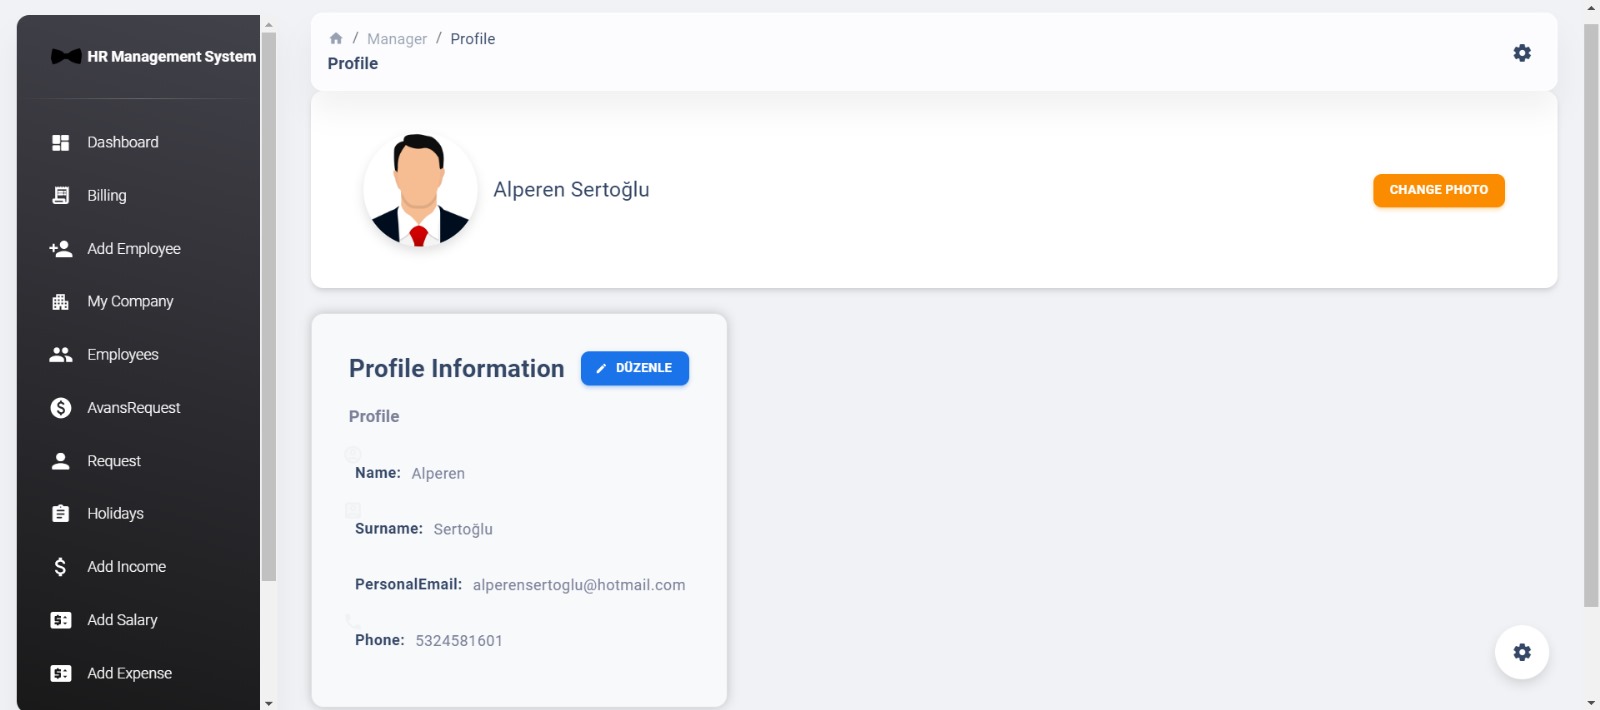 HR Management System
Dashboard
Billing
Add Employee
My Company
Employees
AvansRequest
Request
Holidays
Add Income
Add Salary
Add Expense
/ Manager / Profile
Profile
Alperen Sertoğlu
CHANGE PHOTO
Profile Information
DÜZENLE
Profile
Name: Alperen
Surname: Sertoğlu
PersonalEmail: alperensertoglu@hotmail.com
Phone: 5324581601